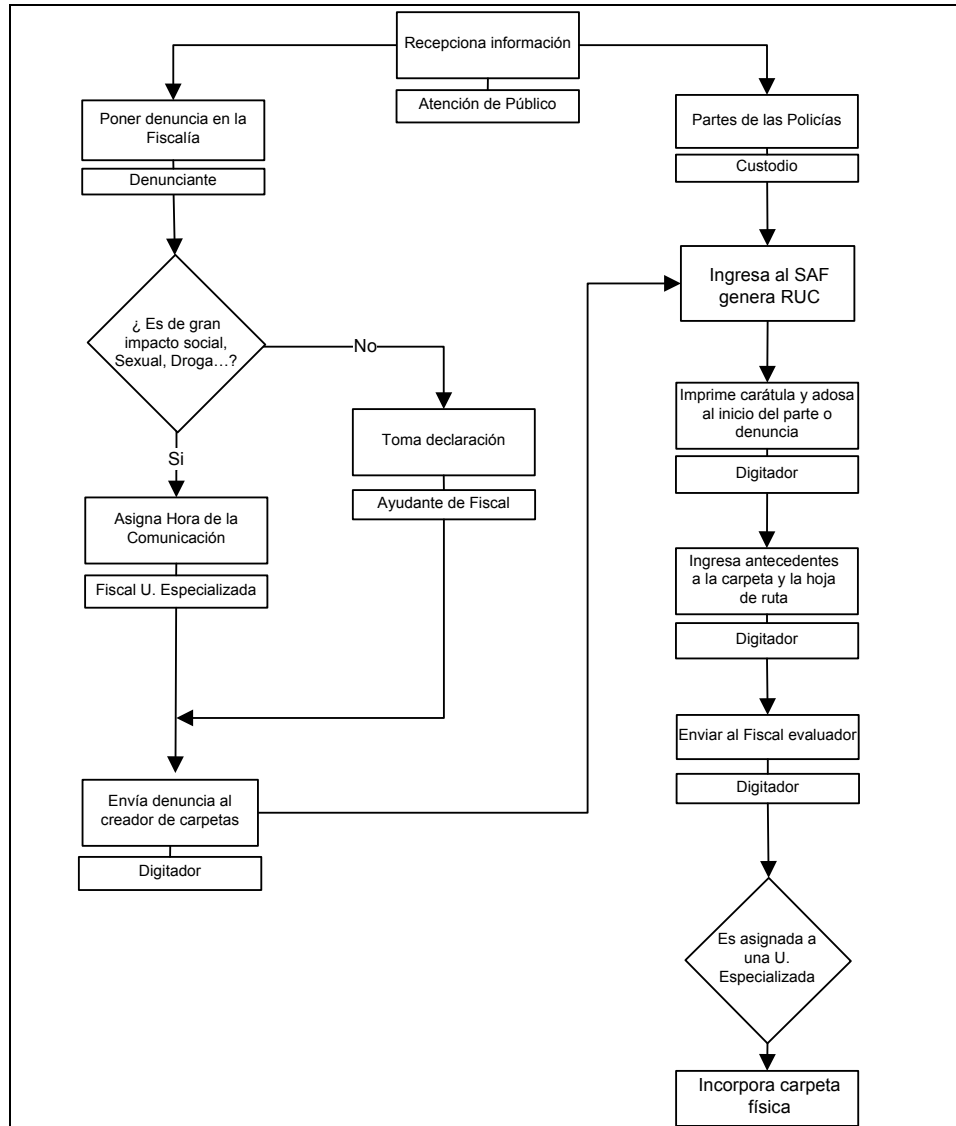 Recepciona información
Atención de Público
Poner denuncia en la
Fiscalía
Denunciante
Partes de las Policías
Custodio
¿ Es de gran
impacto social,
Sexual, Droga…?
No
Si
Toma declaración
Ayudante de Fiscal
Asigna Hora de la
Comunicación
Fiscal U. Especializada
Envía denuncia al
creador de carpetas
Digitador
Ingresa al SAF
genera RUC
Imprime carátula y adosa
al inicio del parte o
denuncia
Digitador
Ingresa antecedentes
a la carpeta y la hoja
de ruta
Digitador
Enviar al Fiscal evaluador
Digitador
Es asignada a
una U.
Especializada
Incorpora carpeta
física